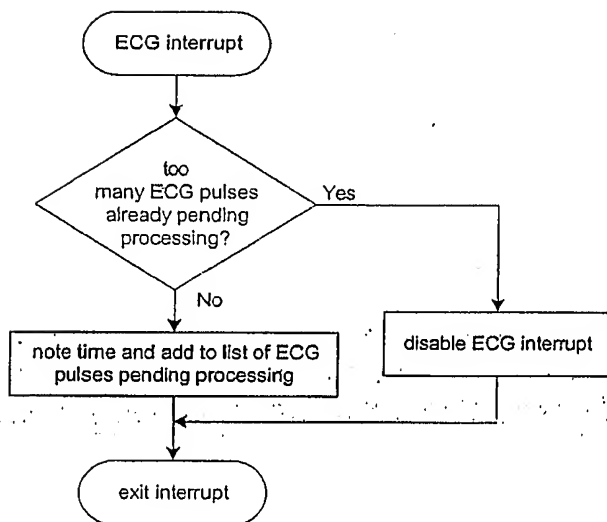 ECG interrupt
too
many ECG pulses
already pending
processing?
Yes
No
note time and add to list of ECG
pulses pending processing
disable ECG interrupt
exit interrupt